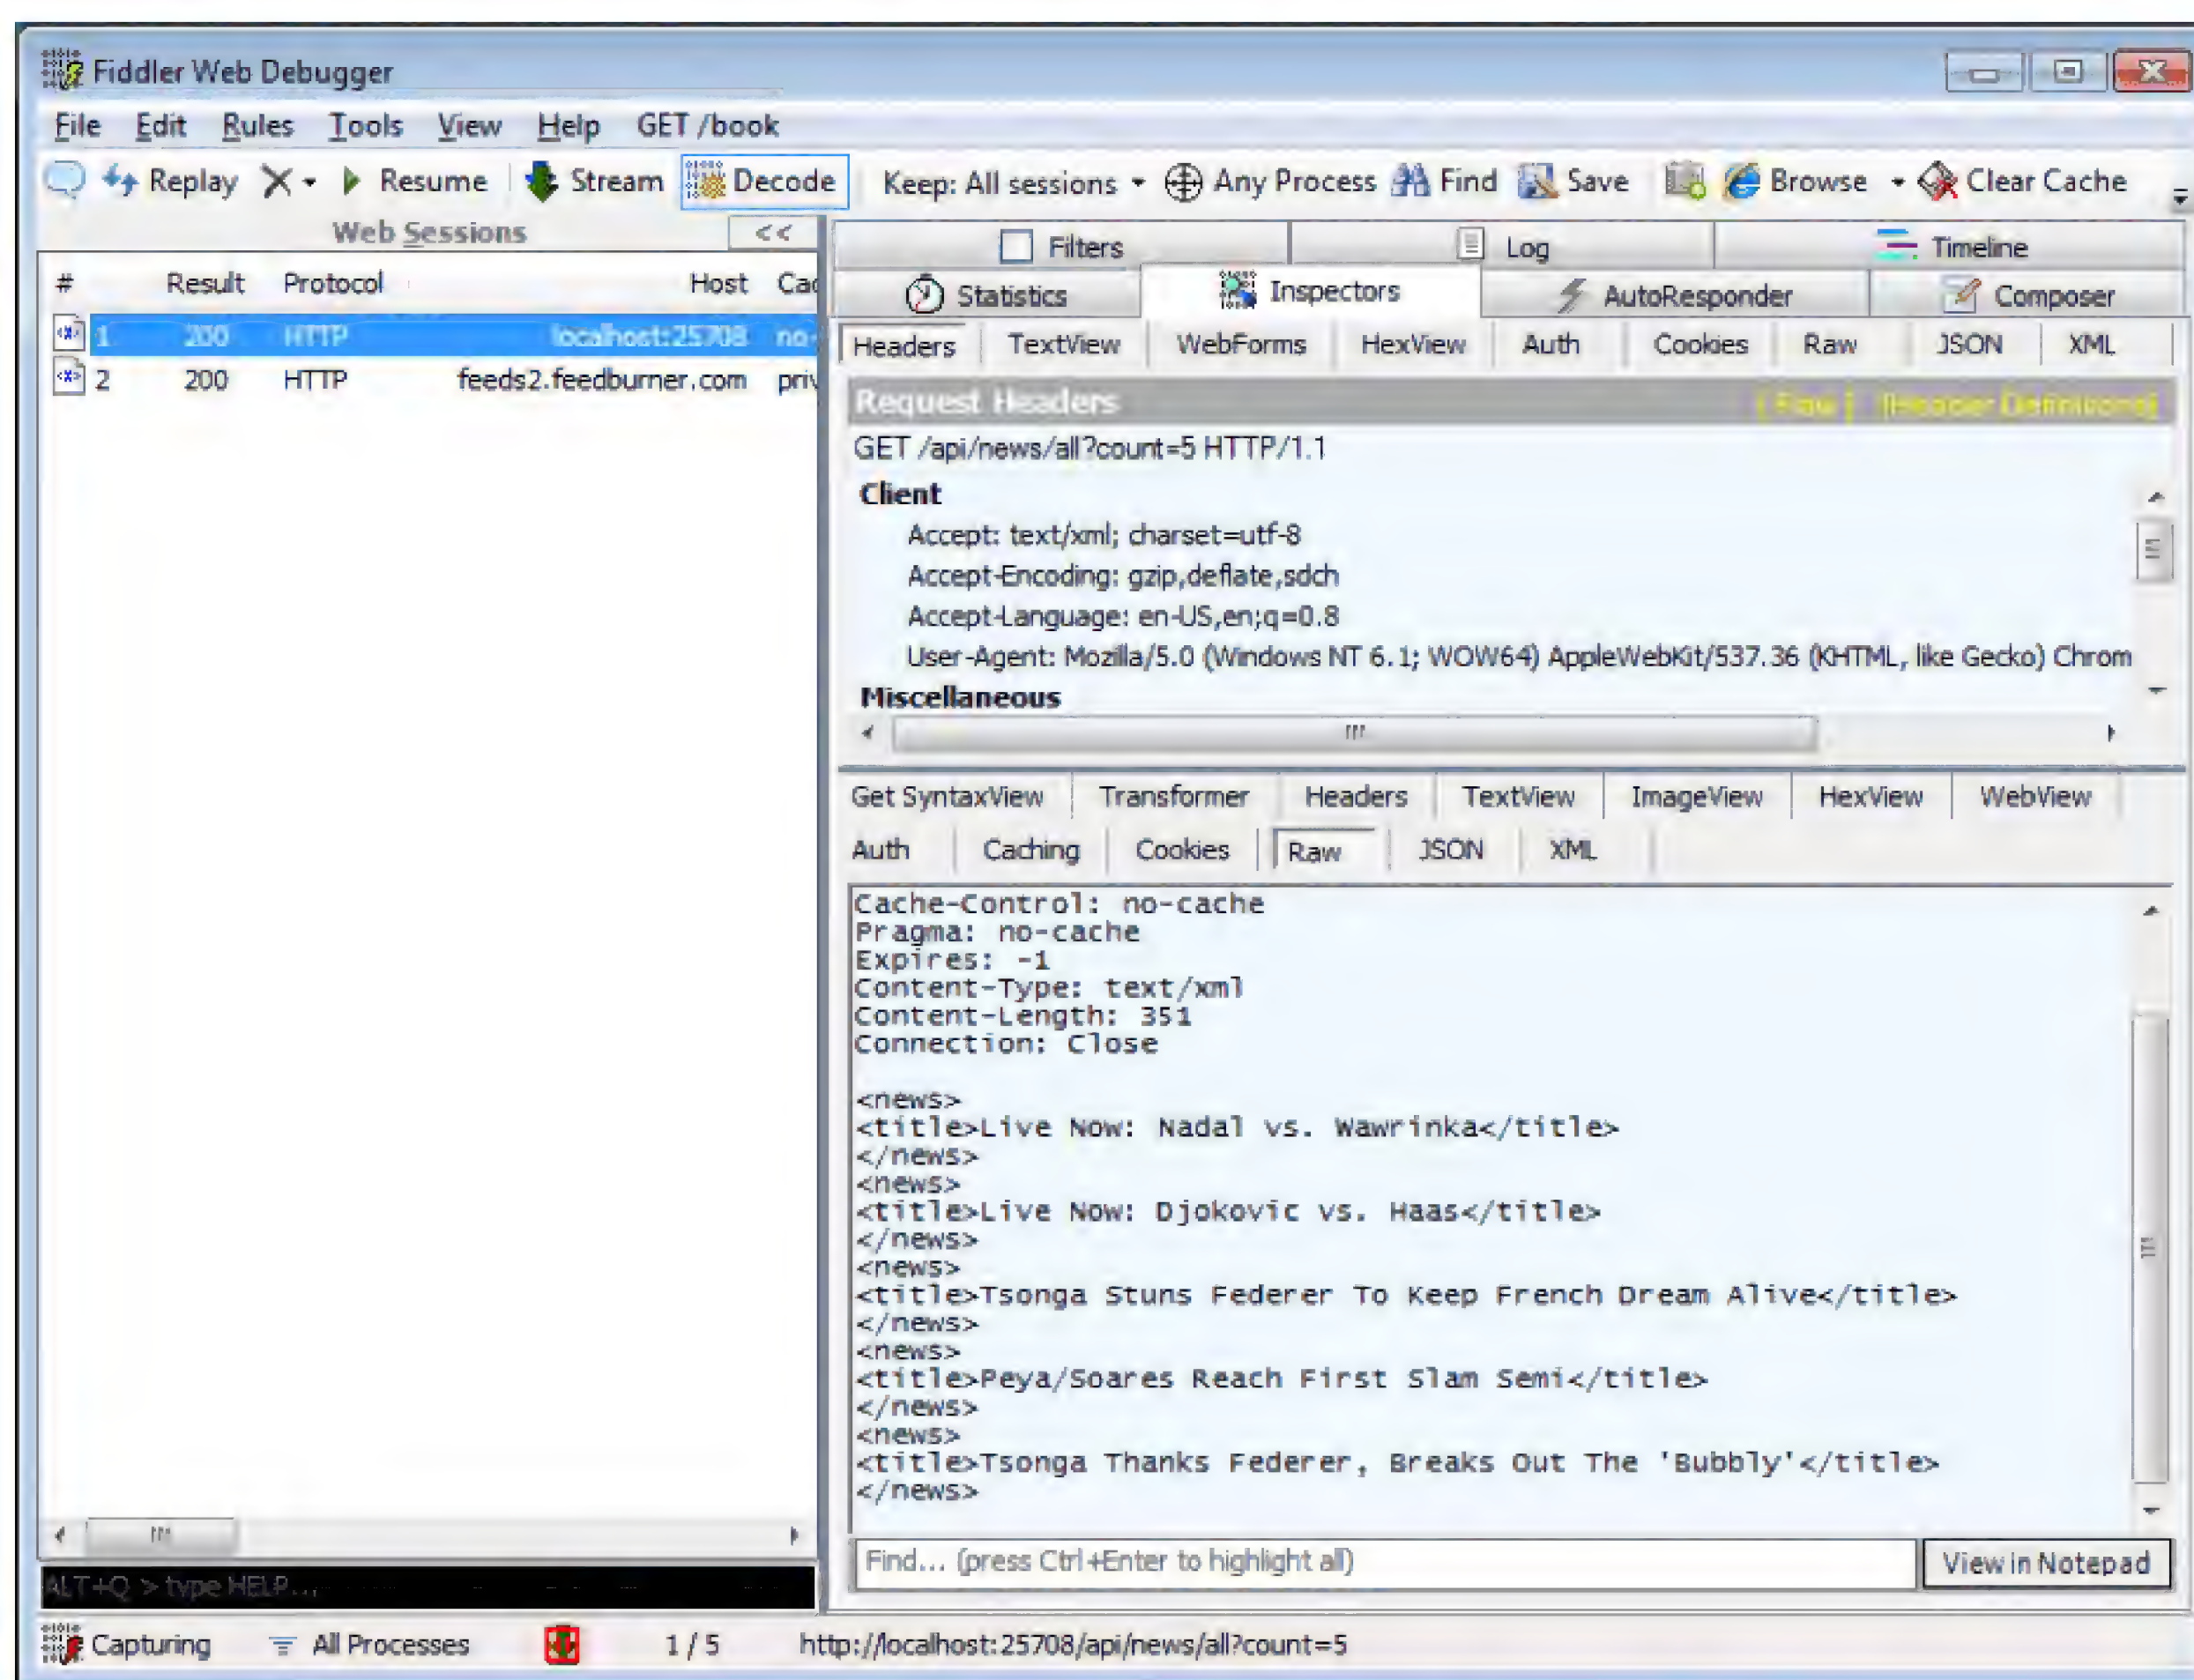 Fiddler Web Debugger
File Edit Rules Tools View Help GET /book
Replay Resume Stream Decode Keep: All sessions Any Process Find Save Browse Clear Cache
Web Sessions <<
# Result Protocol Host Cac
1 200 HTTP localhost:25708 no-
2 200 HTTP feeds2.feedburner.com priv
Filters Log Timeline
Statistics Inspectors AutoResponder Composer
Headers TextView WebForms HexView Auth Cookies Raw JSON XML
Request Headers [ Raw ] [Header Definitions]
GET /api/news/all?count=5 HTTP/1.1
Client
Accept: text/xml; charset=utf-8
Accept-Encoding: gzip,deflate,sdch
Accept-Language: en-US,en;q=0.8
User-Agent: Mozilla/5.0 (Windows NT 6.1; WOW64) AppleWebKit/537.36 (KHTML, like Gecko) Chrom
Miscellaneous
Get SyntaxView Transformer Headers TextView ImageView HexView WebView
Auth Caching Cookies Raw JSON XML
Cache-Control: no-cache
Pragma: no-cache
Expires: -1
Content-Type: text/xml
Content-Length: 351
Connection: Close
<news>
<title>Live Now: Nadal vs. Wawrinka</title>
</news>
<news>
<title>Live Now: Djokovic vs. Haas</title>
</news>
<news>
<title>Tsonga Stuns Federer To Keep French Dream Alive</title>
</news>
<news>
<title>Peya/Soares Reach First Slam Semi</title>
</news>
<news>
<title>Tsonga Thanks Federer, Breaks Out The 'Bubbly'</title>
</news>
Find... (press Ctrl+Enter to highlight all) View in Notepad
ALT+Q > type HELP...
Capturing All Processes 1 / 5 http://localhost:25708/api/news/all?count=5